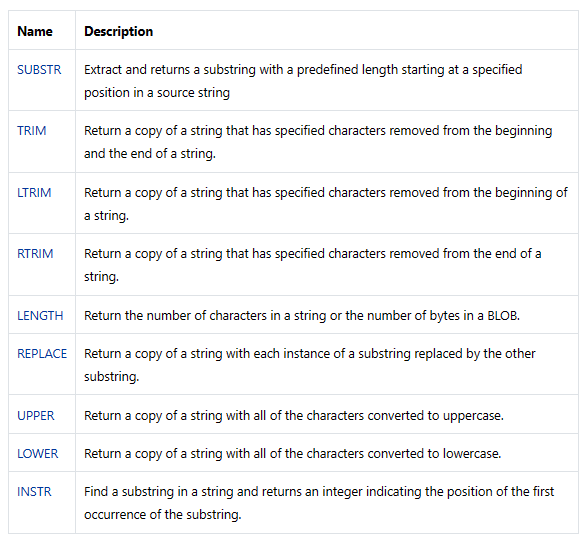 Name Description
SUBSTR Extract and returns a substring with a predefined length starting at a specified
position in a source string
TRIM Return a copy of a string that has specified characters removed from the beginning
and the end of a string.
LTRIM Return a copy of a string that has specified characters removed from the beginning of
a string.
RTRIM Return a copy of a string that has specified characters removed from the end of a
string.
LENGTH Return the number of characters in a string or the number of bytes in a BLOB.
REPLACE Return a copy of a string with each instance of a substring replaced by the other
substring.
UPPER Return a copy of a string with all of the characters converted to uppercase.
LOWER Return a copy of a string with all of the characters converted to lowercase.
INSTR Find a substring in a string and returns an integer indicating the position of the first
occurrence of the substring.